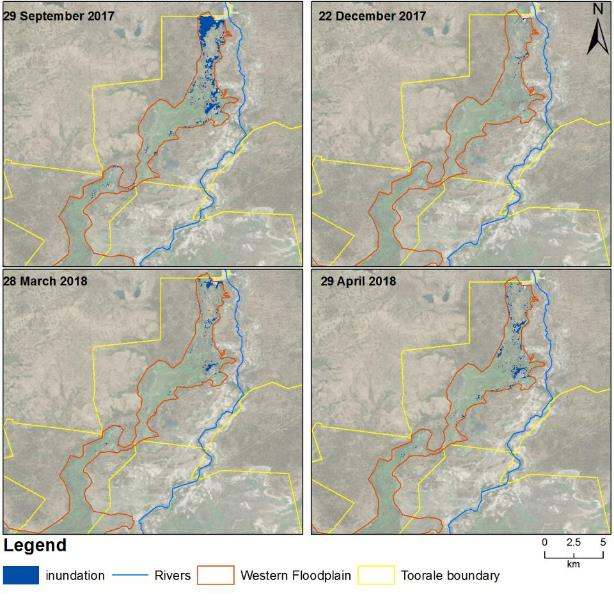 29 September 2017
22 December 2017
N
28 March 2018
29 April 2018
Legend
0 2.5 5
km
inundation
Rivers
Western Floodplain
Toorale boundary